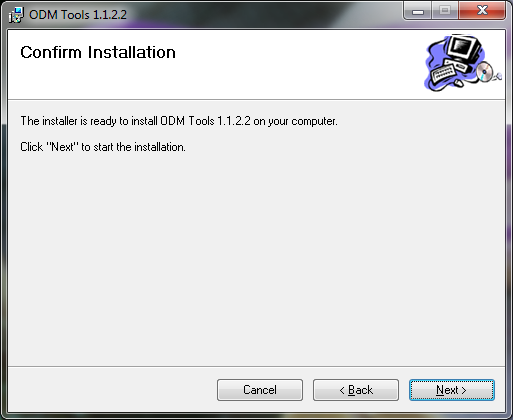 ODM Tools 1.1.2.2
Confirm Installation
The installer is ready to install ODM Tools 1.1.2.2 on your computer.
Click "Next" to start the installation.
Cancel
< Back
Next >